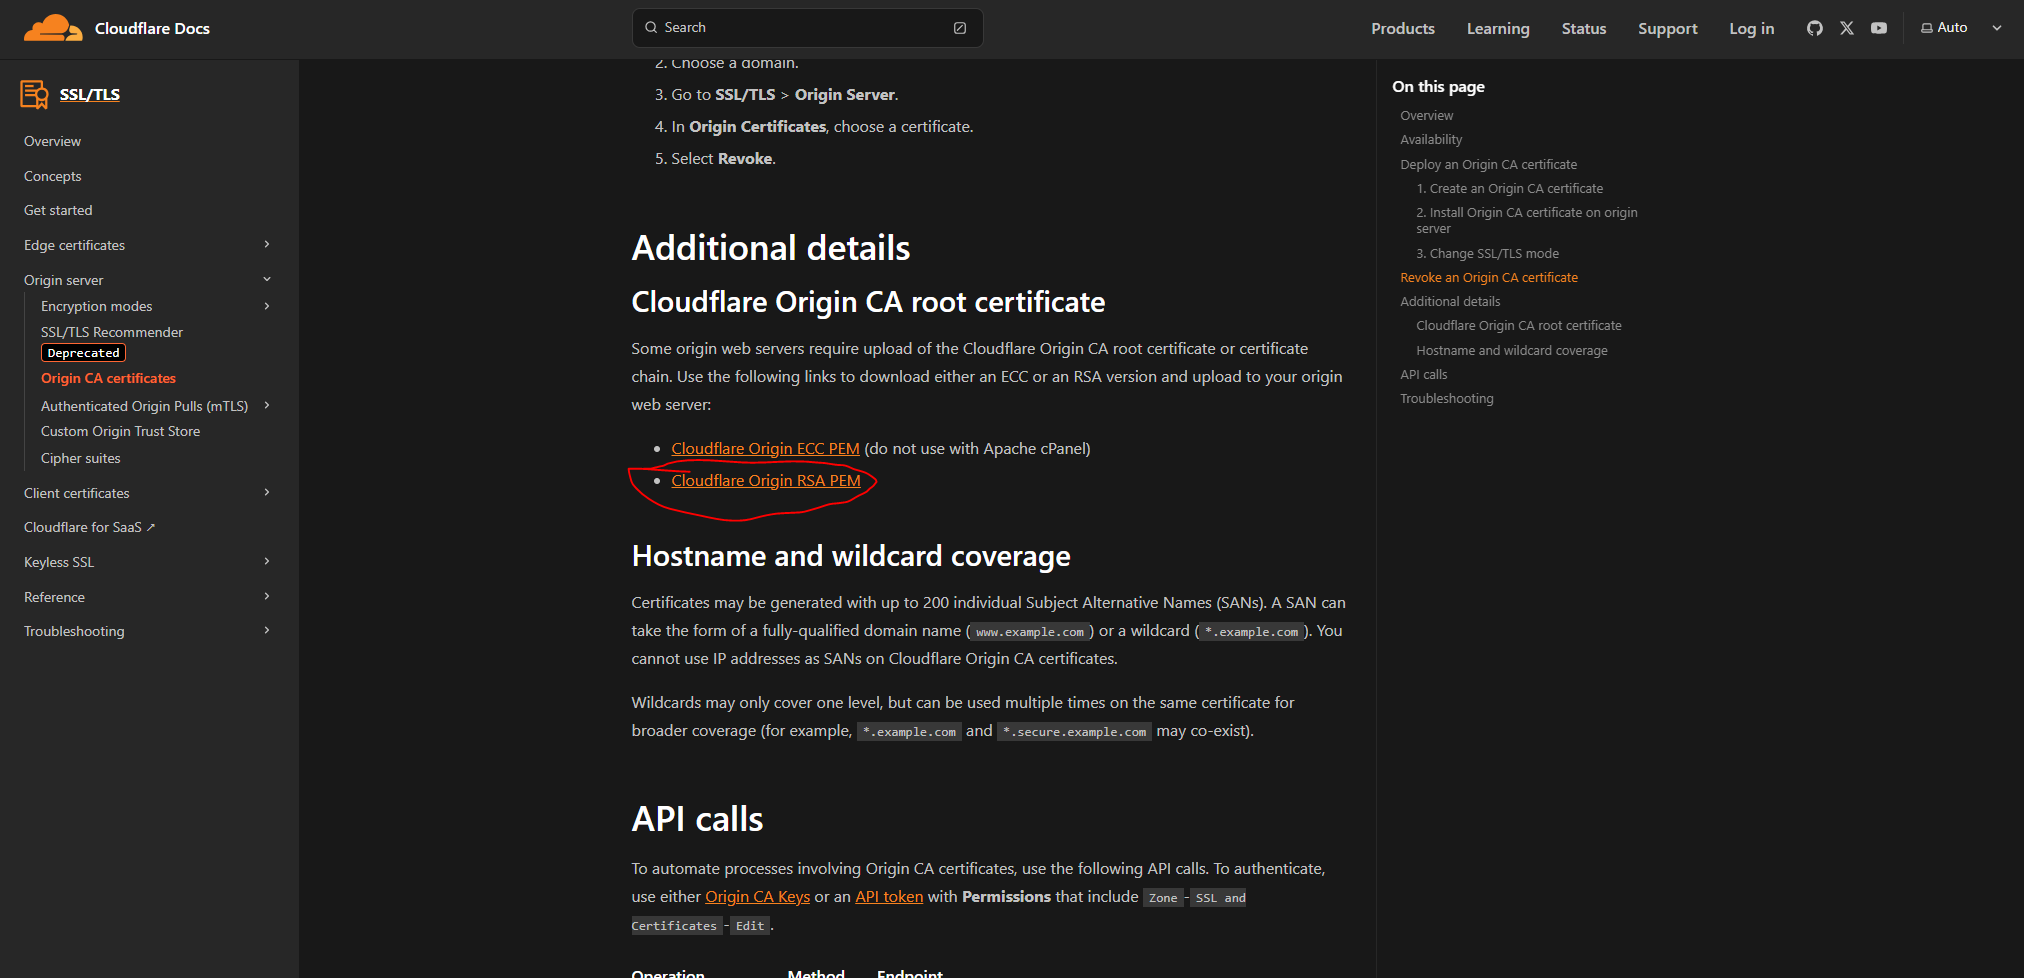 Cloudflare Docs
Search
Products
Learning
Status
Support
Log in
Auto
SSL/TLS
Overview
Concepts
Get started
Edge certificates
Origin server
Encryption modes
SSL/TLS Recommender
Deprecated
Origin CA certificates
Authenticated Origin Pulls (mTLS)
Custom Origin Trust Store
Cipher suites
Client certificates
Cloudflare for SaaS ↗
Keyless SSL
Reference
Troubleshooting
2. Choose a domain.
3. Go to SSL/TLS > Origin Server.
4. In Origin Certificates, choose a certificate.
5. Select Revoke.
Additional details
Cloudflare Origin CA root certificate
Some origin web servers require upload of the Cloudflare Origin CA root certificate or certificate
chain. Use the following links to download either an ECC or an RSA version and upload to your origin
web server:
• Cloudflare Origin ECC PEM (do not use with Apache cPanel)
• Cloudflare Origin RSA PEM
Hostname and wildcard coverage
Certificates may be generated with up to 200 individual Subject Alternative Names (SANs). A SAN can
take the form of a fully-qualified domain name (www.example.com) or a wildcard (*.example.com). You
cannot use IP addresses as SANs on Cloudflare Origin CA certificates.
Wildcards may only cover one level, but can be used multiple times on the same certificate for
broader coverage (for example, *.example.com and *.secure.example.com may co-exist).
API calls
To automate processes involving Origin CA certificates, use the following API calls. To authenticate,
use either Origin CA Keys or an API token with Permissions that include Zone-SSL and
Certificates-Edit.
Operation Method Endpoint
On this page
Overview
Availability
Deploy an Origin CA certificate
1. Create an Origin CA certificate
2. Install Origin CA certificate on origin
server
3. Change SSL/TLS mode
Revoke an Origin CA certificate
Additional details
Cloudflare Origin CA root certificate
Hostname and wildcard coverage
API calls
Troubleshooting